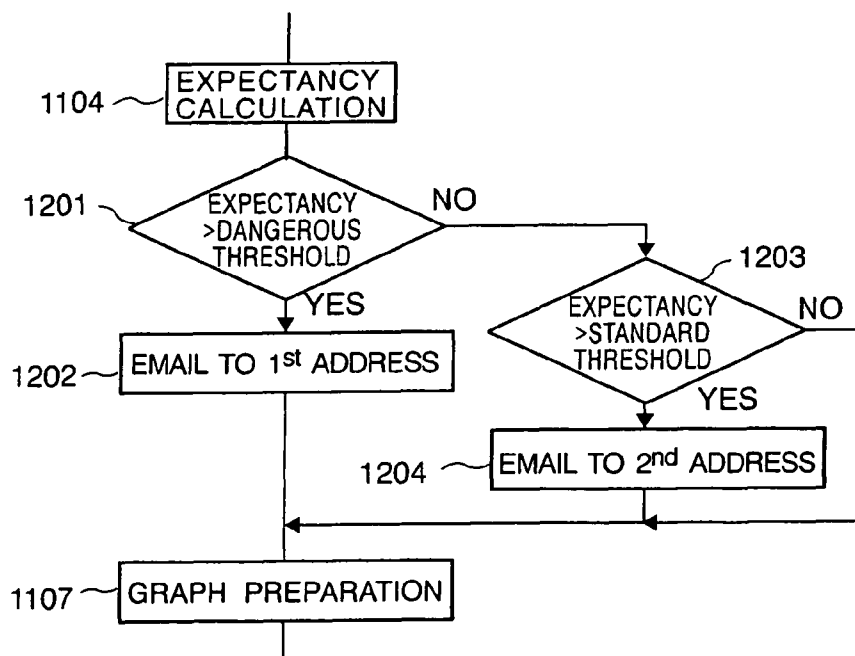 EXPECTANCY
CALCULATION
1104
1201
EXPECTANCY
>DANGEROUS
THRESHOLD
NO
YES
1203
EXPECTANCY
>STANDARD
THRESHOLD
NO
YES
1202
EMAIL TO 1st ADDRESS
1204
EMAIL TO 2nd ADDRESS
1107
GRAPH PREPARATION